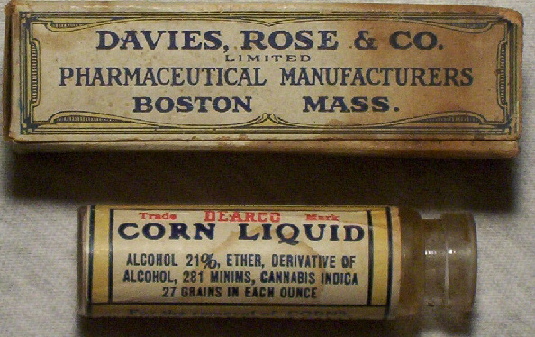 DAVIES, ROSE & CO.
LIMITED
PHARMACEUTICAL MANUFACTURERS
BOSTON MASS.
Trade DEARCO Mark
CORN LIQUID
ALCOHOL 21%, ETHER, DERIVATIVE OF
ALCOHOL, 281 MINIMS, CANNABIS INDICA
27 GRAINS IN EACH OUNCE